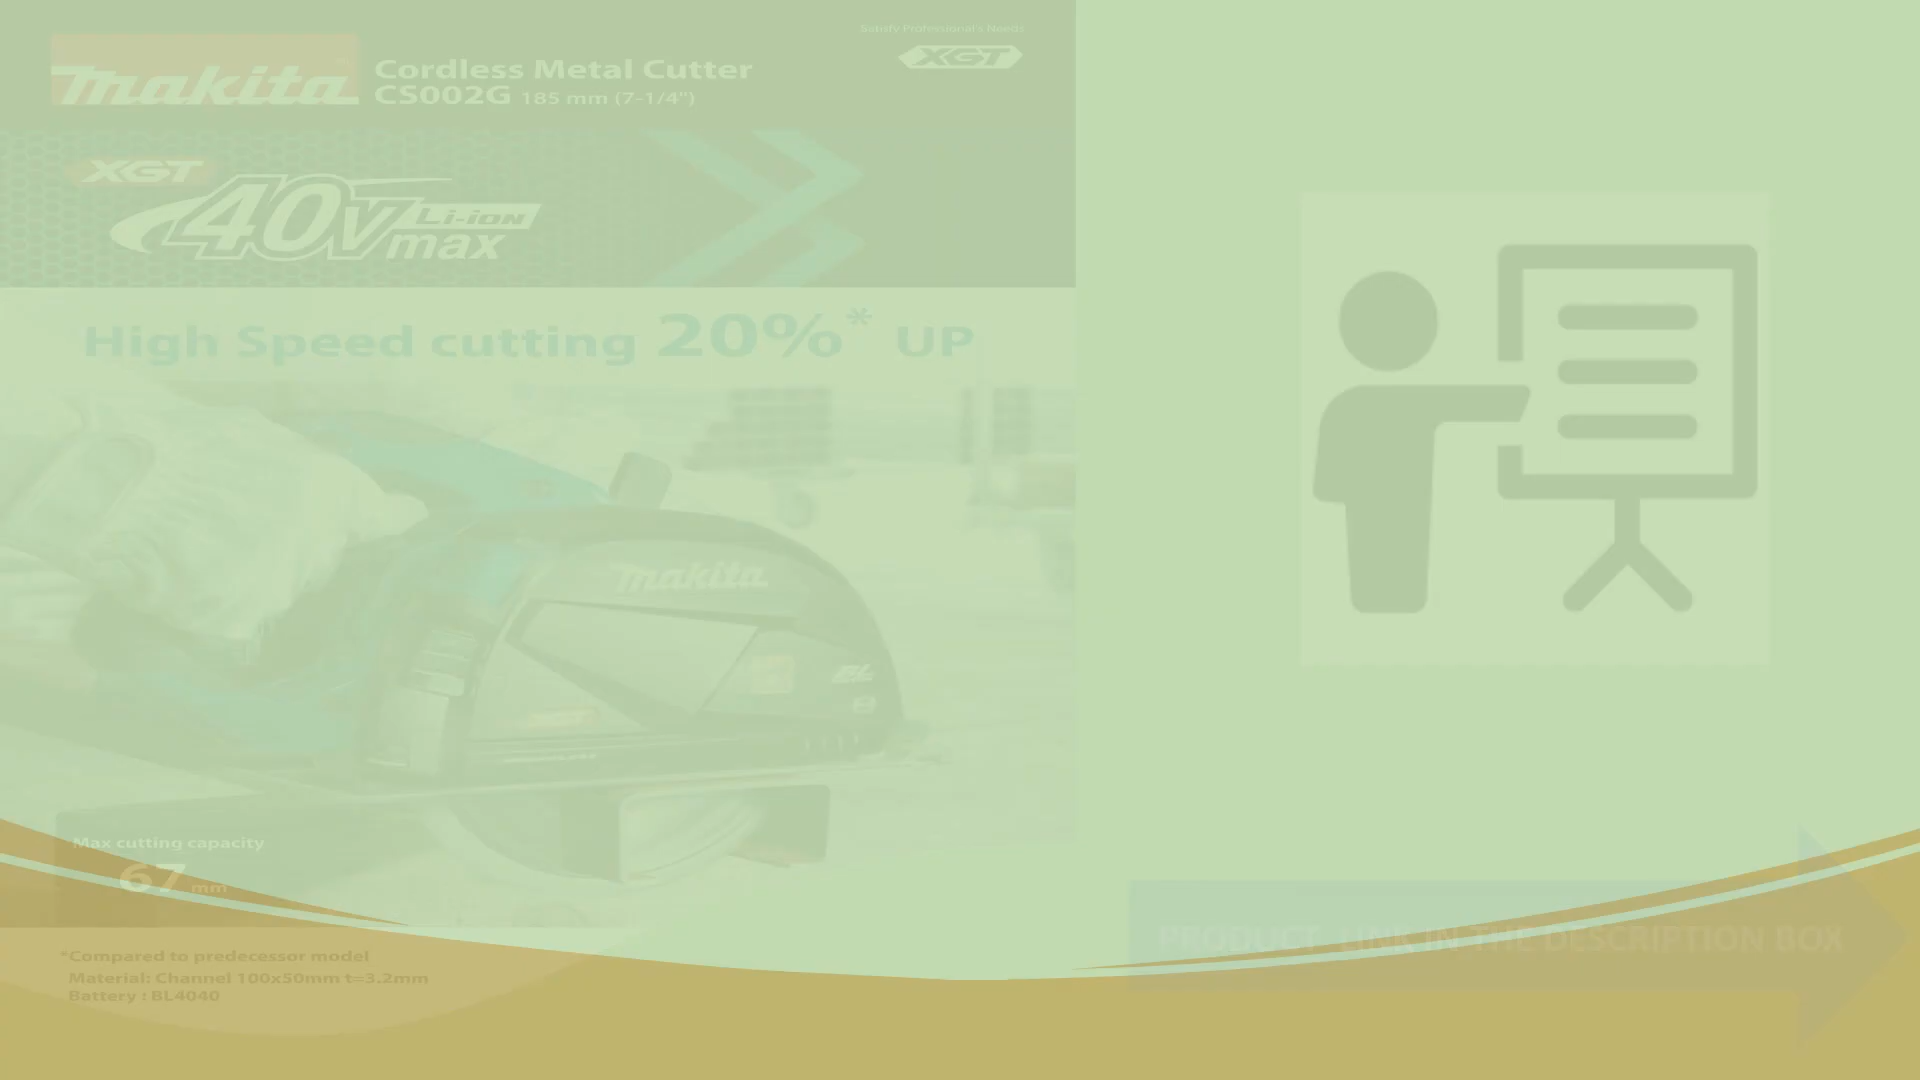 Satisfy Professional's Needs
makita
Cordless Metal Cutter
XGT
CS002G 185 mm (7-1/4")
XGT
40V Li-ion
max
High Speed cutting 20%* UP
makita
Max cutting capacity
67 mm
PRODUCT LINK IN THE DESCRIPTION BOX
*Compared to predecessor model
Material: Channel 100x50mm t=3.2mm
Battery : BL4040